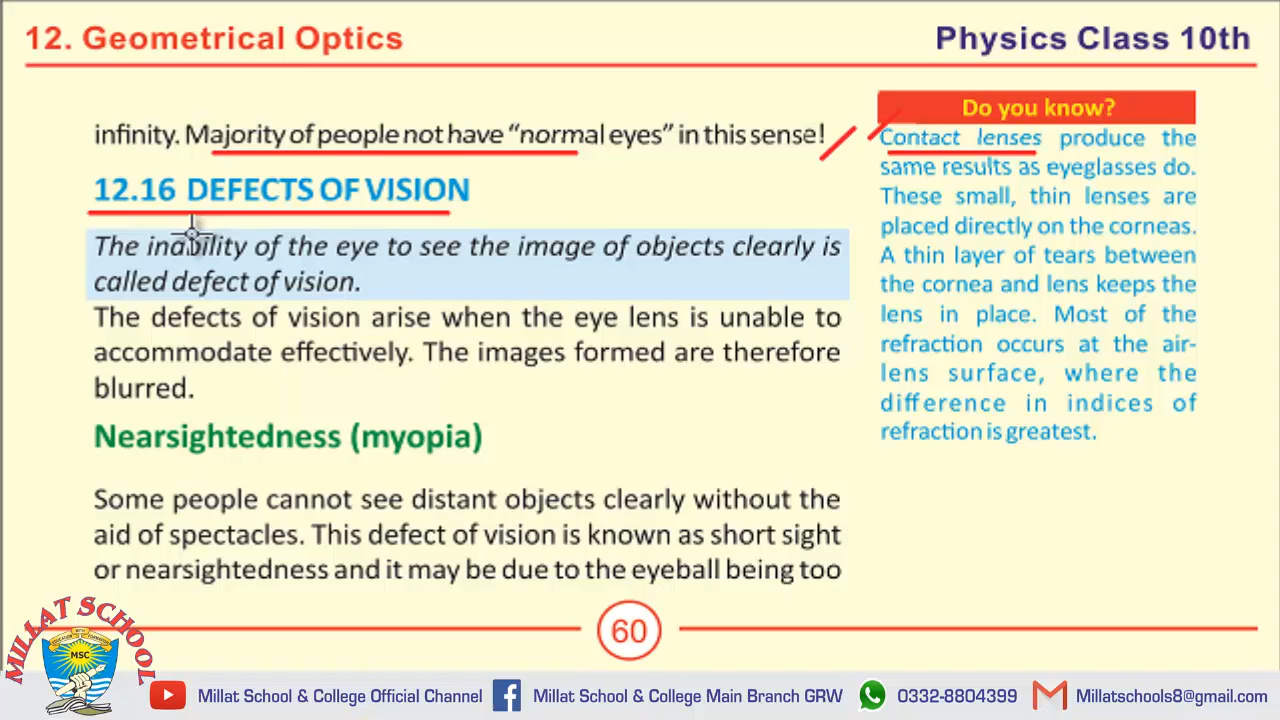 12. Geometrical Optics
Physics Class 10th
infinity. Majority of people not have “normal eyes” in this sense!
12.16 DEFECTS OF VISION
The inability of the eye to see the image of objects clearly is
called defect of vision.
The defects of vision arise when the eye lens is unable to
accommodate effectively. The images formed are therefore
blurred.
Nearsightedness (myopia)
Some people cannot see distant objects clearly without the
aid of spectacles. This defect of vision is known as short sight
or nearsightedness and it may be due to the eyeball being too
Do you know?
Contact lenses produce the
same results as eyeglasses do.
These small, thin lenses are
placed directly on the corneas.
A thin layer of tears between
the cornea and lens keeps the
lens in place. Most of the
refraction occurs at the air-
lens surface, where the
difference in indices of
refraction is greatest.
60
MILLAT SCHOOL
MSC
Millat School & College Official Channel
Millat School & College Main Branch GRW
0332-8804399
Millatschools8@gmail.com